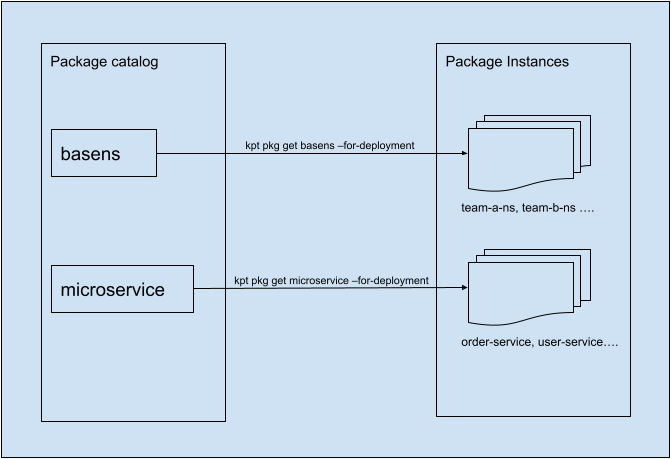 Package catalog
Package Instances
basens
kpt pkg get basens –for-deployment
team-a-ns, team-b-ns ….
microservice
kpt pkg get microservice –for-deployment
order-service, user-service….